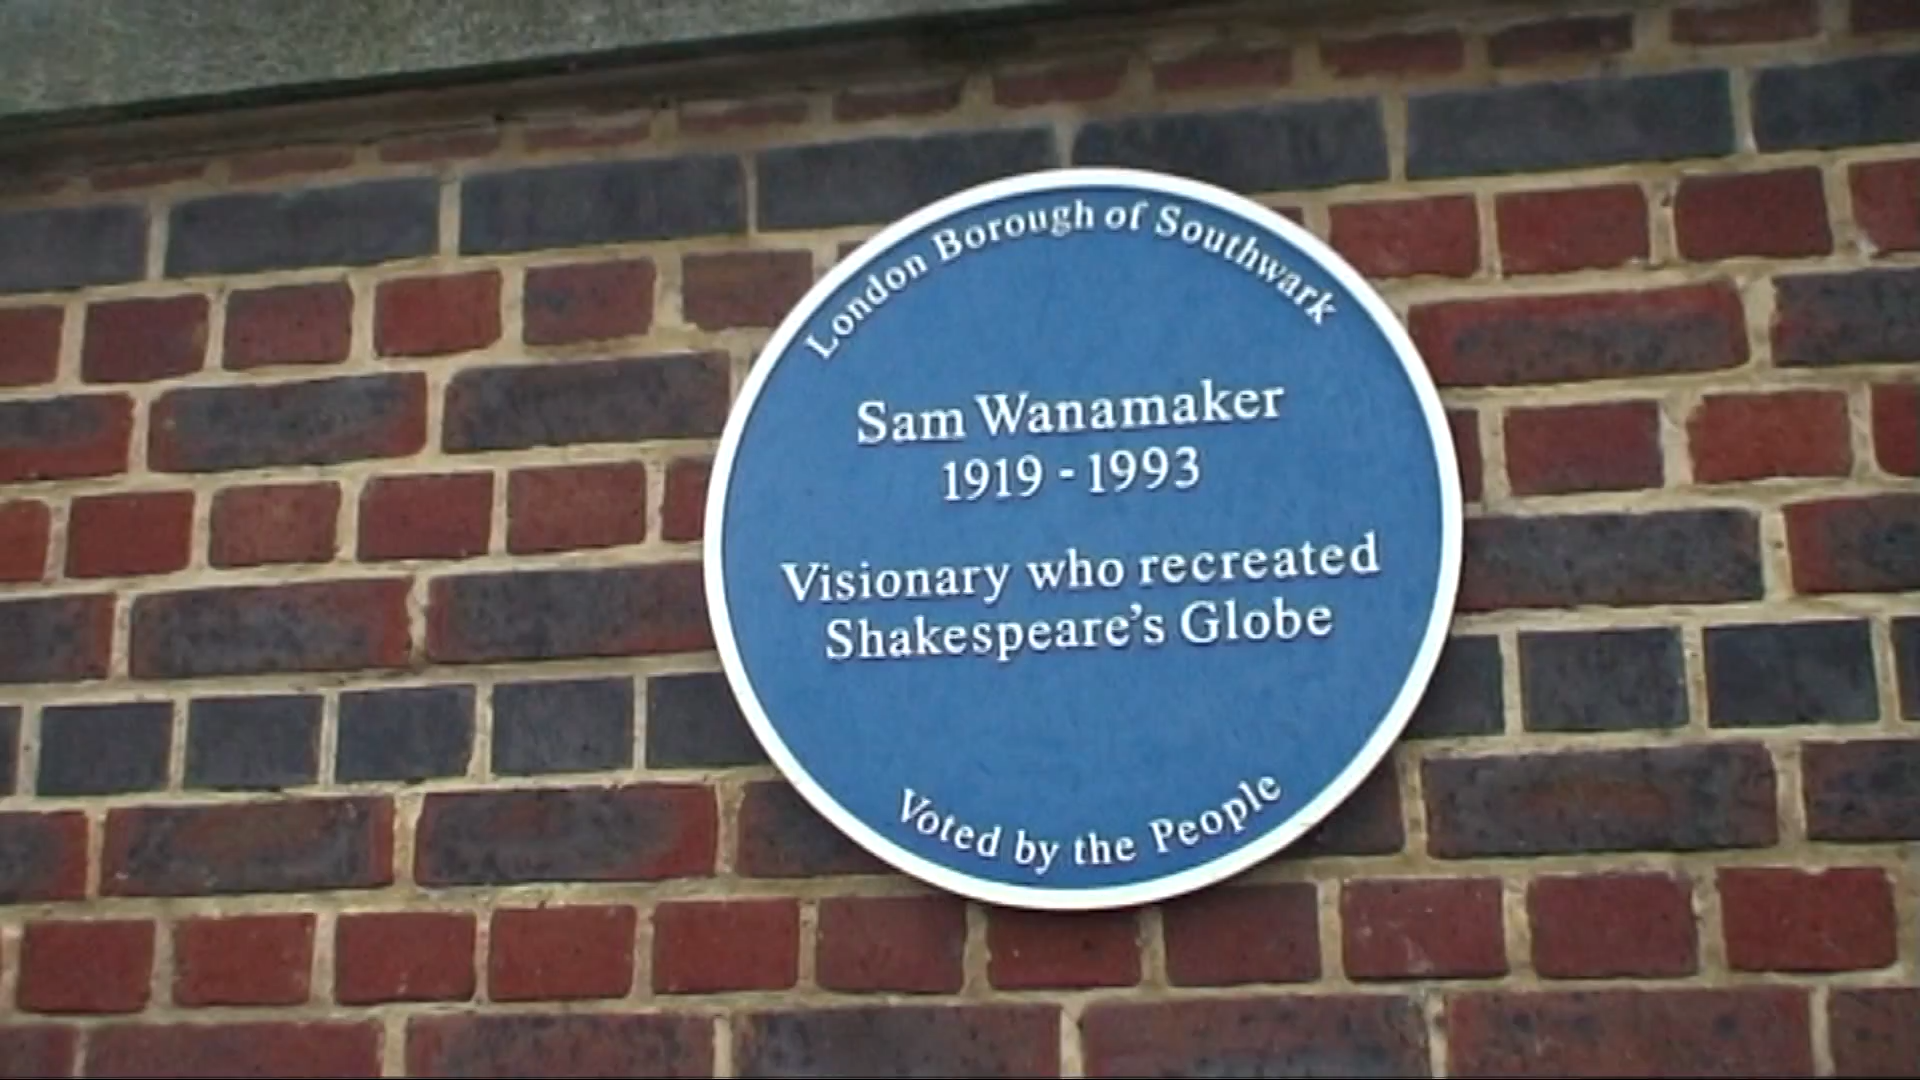 London Borough of Southwark
Sam Wanamaker
1919 - 1993
Visionary who recreated
Shakespeare's Globe
Voted by the People